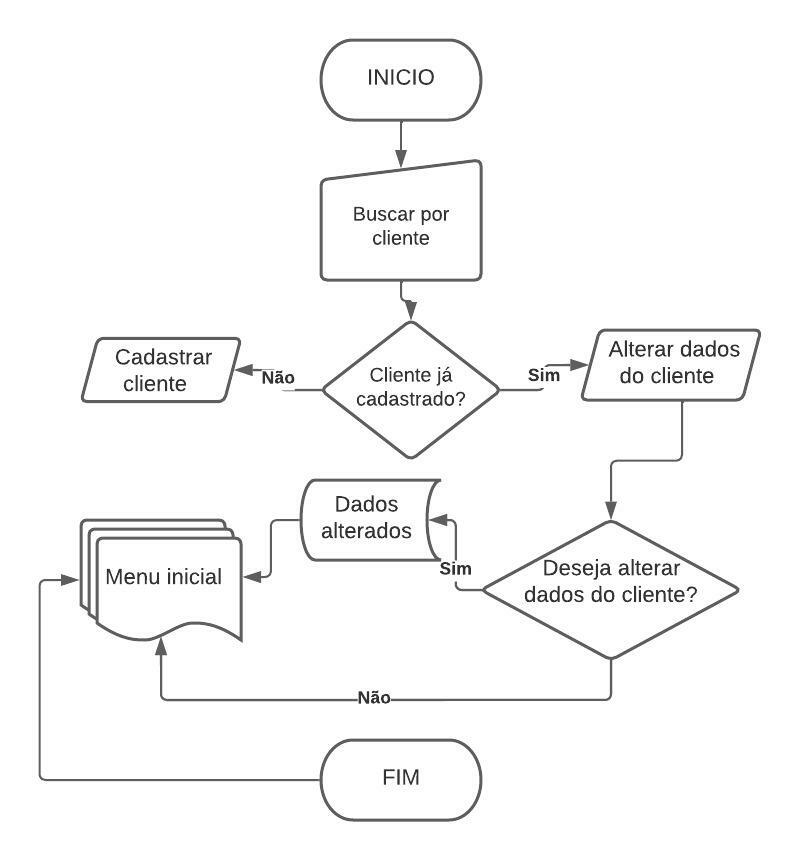 INICIO
Buscar por
cliente
Cliente já
cadastrado?
Não
Cadastrar
cliente
Sim
Alterar dados
do cliente
Deseja alterar
dados do cliente?
Sim
Dados
alterados
Menu inicial
Não
FIM